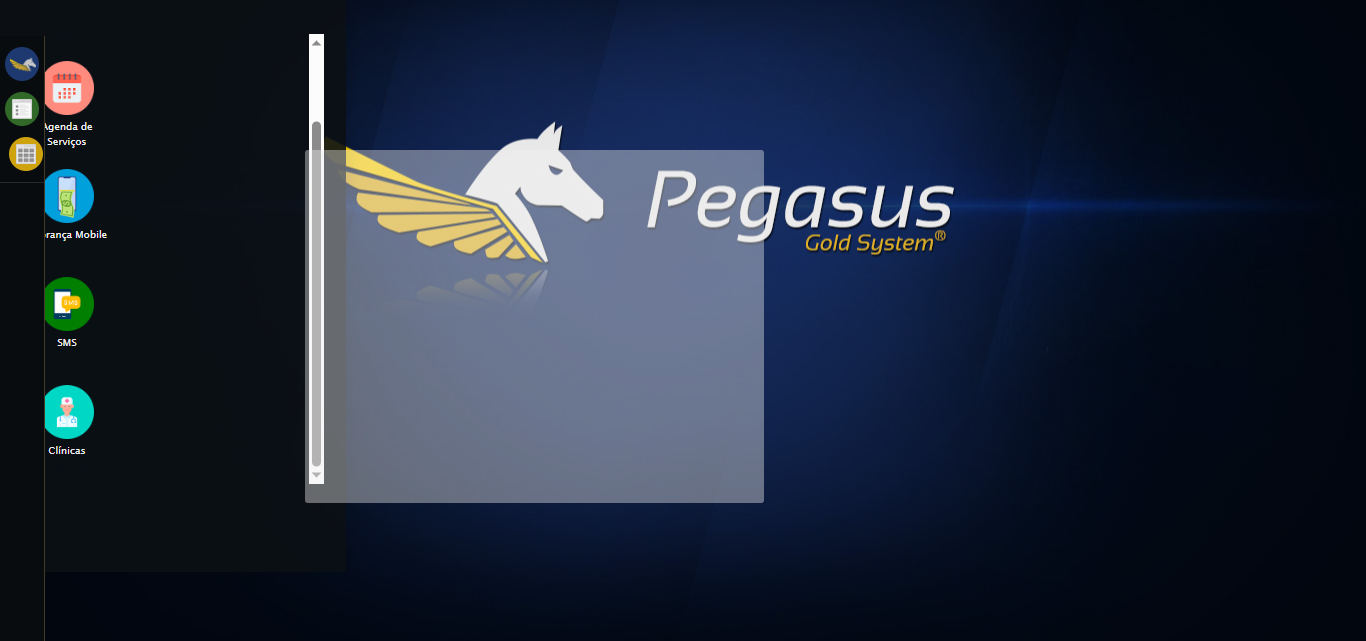 Agenda de
Serviços
rança Mobile
SMS
Clínicas
Pegasus
Gold System®